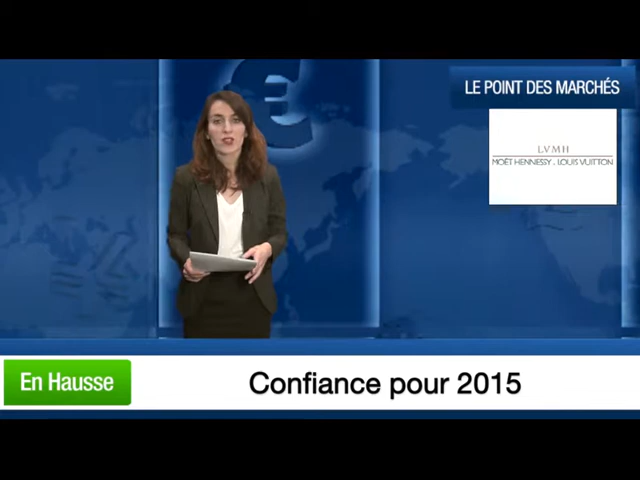 LE POINT DES MARCHÉS
LVMH
MOËT HENNESSY . LOUIS VUITTON
En Hausse
Confiance pour 2015